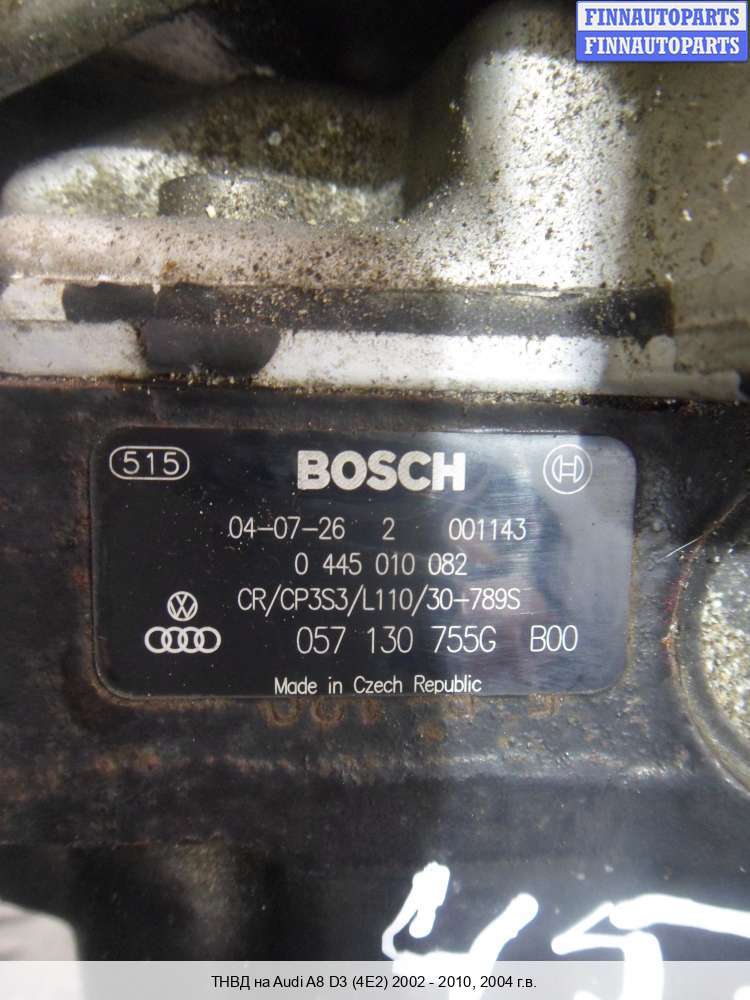 FINNAUTOPARTS
FINNAUTOPARTS
515 BOSCH
04-07-26 2 001143
0 445 010 082
CR/CP3S3/L110/30-789S
057 130 755G B00
Made in Czech Republic
ТНВД на Audi A8 D3 (4E2) 2002 - 2010, 2004 г.в.